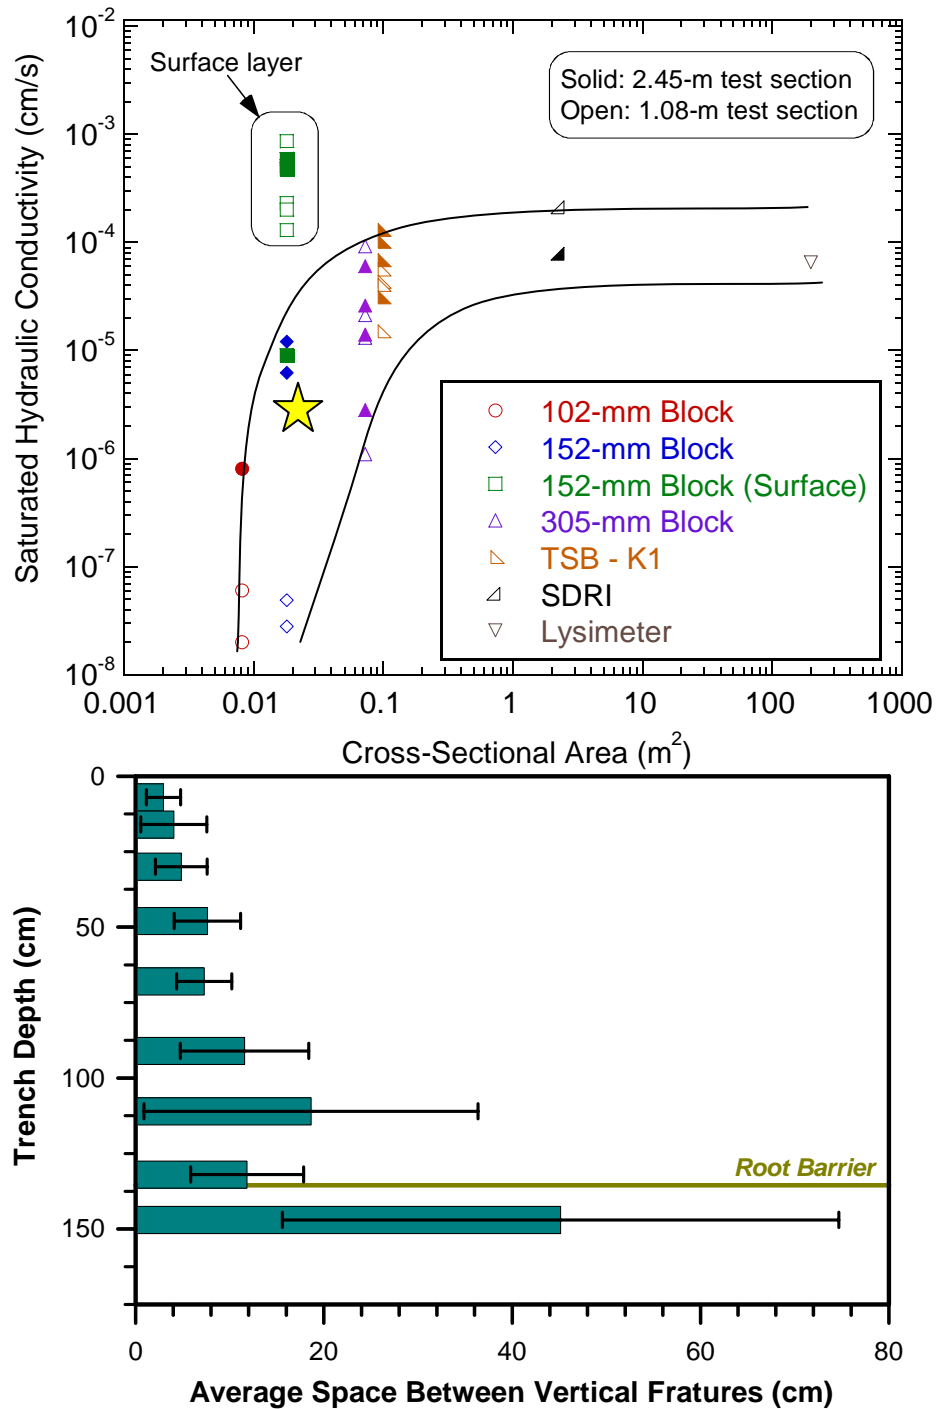 10^-2
Surface layer
Solid: 2.45-m test section
Open: 1.08-m test section
10^-3
10^-4
10^-5
10^-6
10^-7
10^-8
Saturated Hydraulic Conductivity (cm/s)
102-mm Block
152-mm Block
152-mm Block (Surface)
305-mm Block
TSB - K1
SDRI
Lysimeter
0.001 0.01 0.1 1 10 100 1000
Cross-Sectional Area (m^2)
0
50
100
150
Trench Depth (cm)
Root Barrier
0 20 40 60 80
Average Space Between Vertical Fratures (cm)